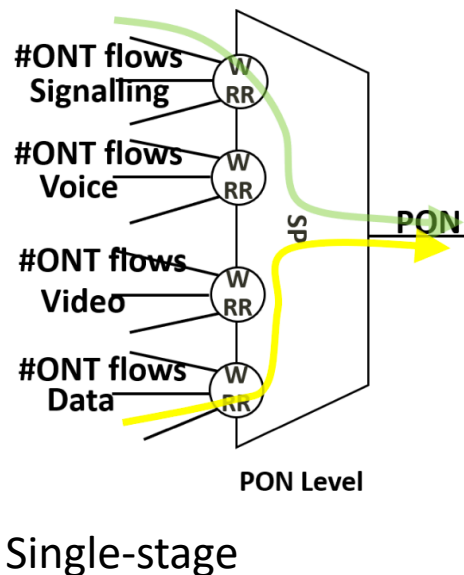 #ONT flows
Signalling
W
RR
#ONT flows
Voice
W
RR
SP
PON
#ONT flows
Video
W
RR
#ONT flows
Data
W
RR
PON Level
Single-stage